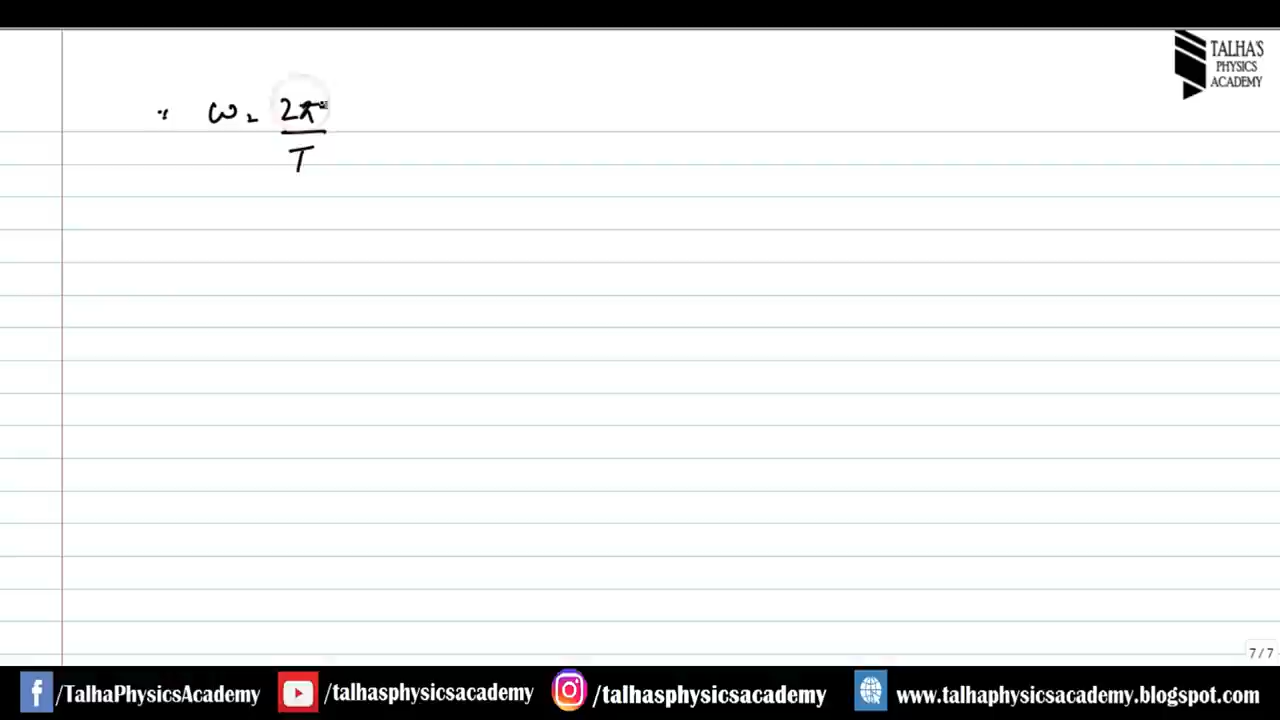 TALHA'S
PHYSICS
ACADEMY
∵ ω = 2π
T
7/7
/TalhaPhysicsAcademy /talhasphysicsacademy /talhasphysicsacademy www.talhaphysicsacademy.blogspot.com